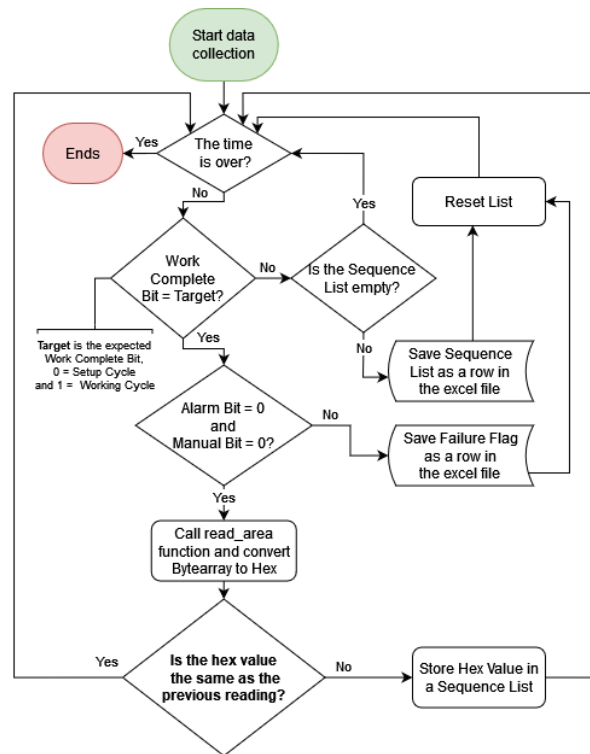 Start data
collection
The time
is over?
Yes
Ends
No
Yes
Reset List
Work
Complete
Bit = Target?
No
Is the Sequence
List empty?
Target is the expected
Work Complete Bit,
0 = Setup Cycle
and 1 =  Working Cycle
Yes
No
Save Sequence
List as a row in
the excel file
Alarm Bit = 0
and
Manual Bit = 0?
No
Save Failure Flag
as a row in
the excel file
Yes
Call read_area
function and convert
Bytearray to Hex
Is the hex value
the same as the
previous reading?
Yes
No
Store Hex Value in
a Sequence List